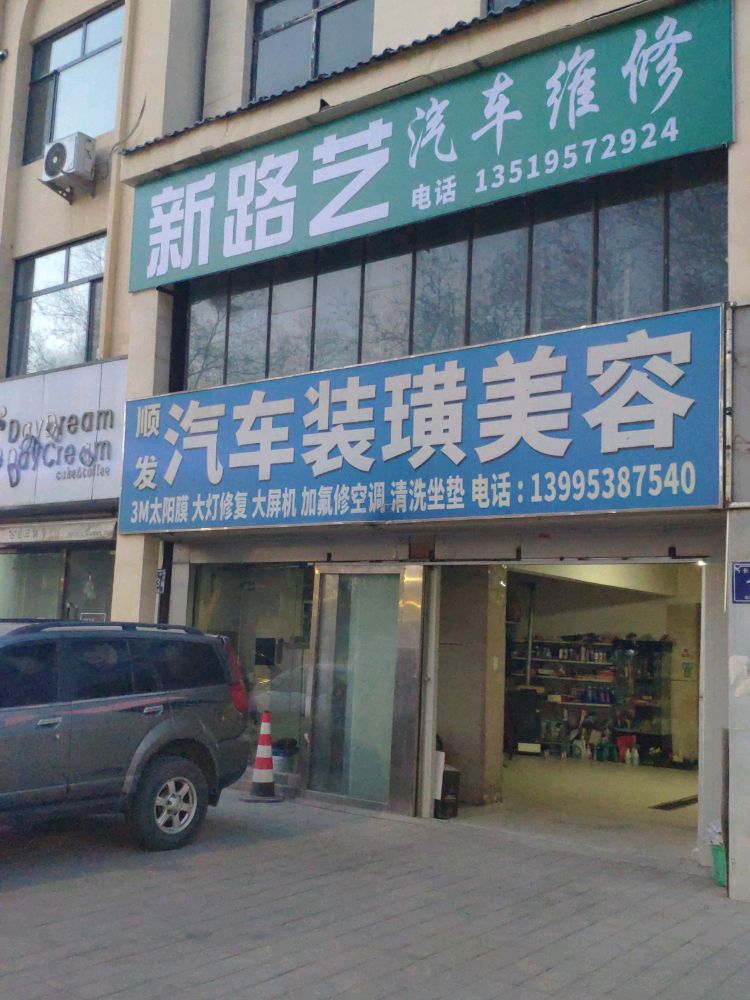 新路艺 汽车维修
电话 13519572924
顺发 汽车装璜美容
3M太阳膜 大灯修复 大屏机 加氟修空调 清洗坐垫 电话：13995387540
DayDream
DayCream
cake&coffee